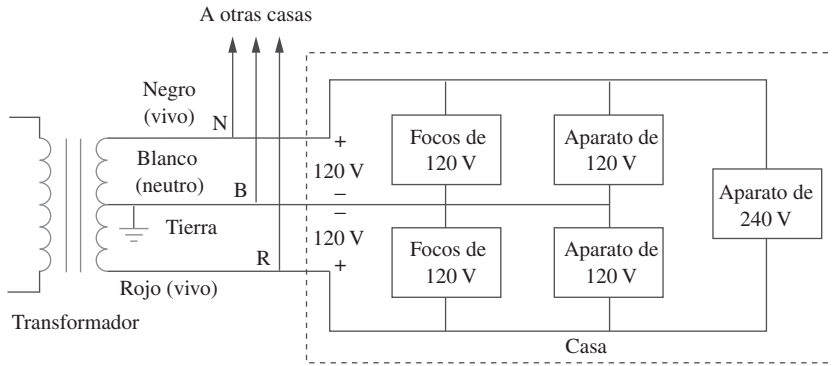 A otras casas
Negro
(vivo)
N
Blanco
(neutro)
B
Tierra
R
Rojo (vivo)
Transformador
+
120 V
–
–
120 V
+
Focos de
120 V
Aparato de
120 V
Aparato de
240 V
Focos de
120 V
Aparato de
120 V
Casa